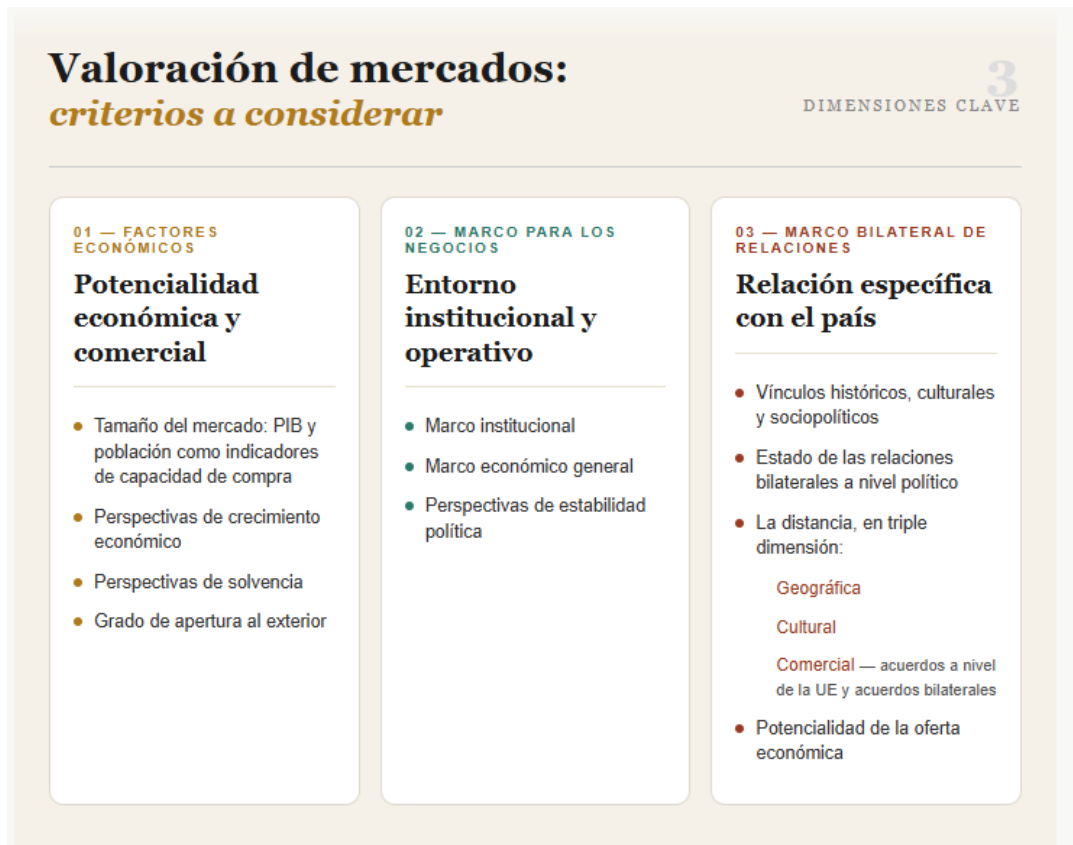 Valoración de mercados:
criterios a considerar
3
DIMENSIONES CLAVE
01 — FACTORES
ECONÓMICOS
Potencialidad
económica y
comercial
Tamaño del mercado: PIB y
población como indicadores
de capacidad de compra
Perspectivas de crecimiento
económico
Perspectivas de solvencia
Grado de apertura al exterior
02 — MARCO PARA LOS
NEGOCIOS
Entorno
institucional y
operativo
Marco institucional
Marco económico general
Perspectivas de estabilidad
política
03 — MARCO BILATERAL DE
RELACIONES
Relación específica
con el país
Vínculos históricos, culturales
y sociopolíticos
Estado de las relaciones
bilaterales a nivel político
La distancia, en triple
dimensión:
Geográfica
Cultural
Comercial — acuerdos a nivel
de la UE y acuerdos bilaterales
Potencialidad de la oferta
económica